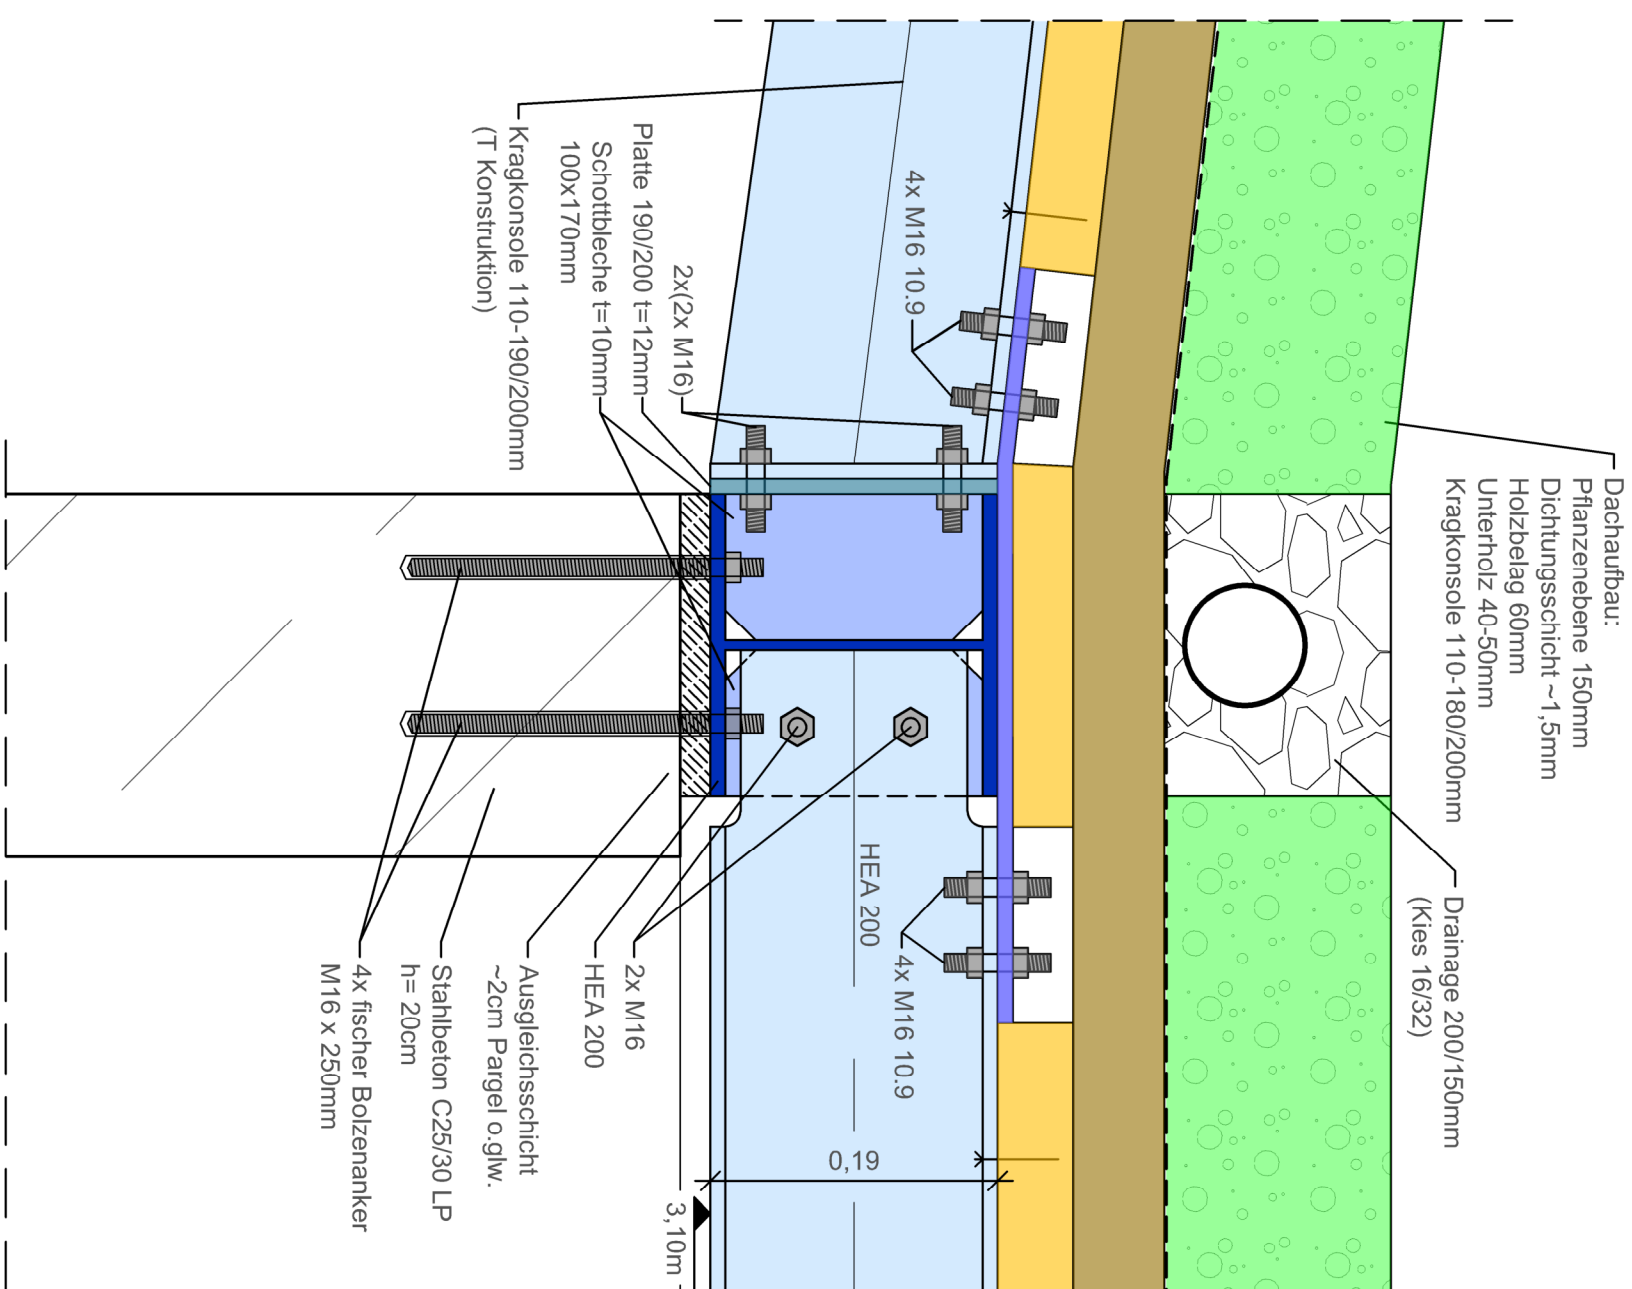 Dachaufbau:
Pflanzenebene 150mm
Dichtungsschicht ~1,5mm
Holzbelag 60mm
Unterholz 40-50mm
Kragkonsole 110-180/200mm
Drainage 200/150mm
(Kies 16/32)
4x M16 10.9
4x M16 10.9
HEA 200
0,19
3,10m
2x(2x M16)
Platte 190/200 t=12mm
Schottbleche t=10mm
100x170mm
Kragkonsole 110-190/200mm
(T Konstruktion)
2x M16
HEA 200
Ausgleichsschicht
~2cm Pargel o.glw.
Stahlbeton C25/30 LP
h= 20cm
4x fischer Bolzenanker
M16 x 250mm